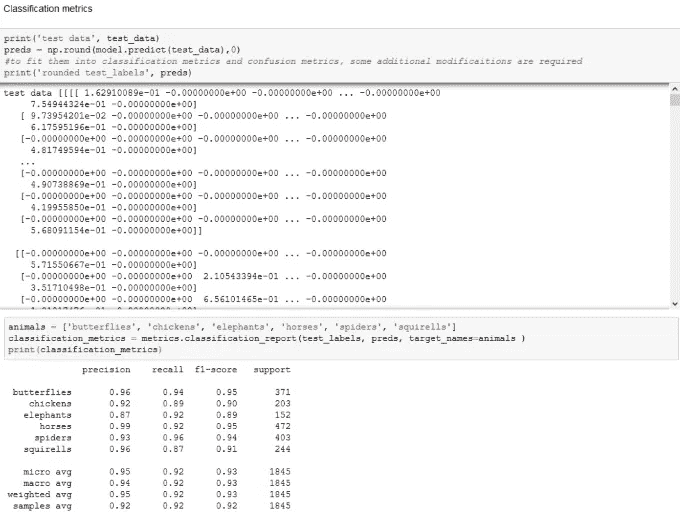 Classification metrics
print('test data', test_data)
preds = np.round(model.predict(test_data),0)
#to fit them into classification metrics and confusion metrics, some additional modificaitions are required
print('rounded test_labels', preds)
test data [[[[ 1.62910089e-01 -0.00000000e+00 -0.00000000e+00 ... -0.00000000e+00
7.54944324e-01 -0.00000000e+00]
[ 9.73954201e-02 -0.00000000e+00 -0.00000000e+00 ... -0.00000000e+00
6.17595196e-01 -0.00000000e+00]
[-0.00000000e+00 -0.00000000e+00 -0.00000000e+00 ... -0.00000000e+00
4.81749594e-01 -0.00000000e+00]
...
[-0.00000000e+00 -0.00000000e+00 -0.00000000e+00 ... -0.00000000e+00
4.90738869e-01 -0.00000000e+00]
[-0.00000000e+00 -0.00000000e+00 -0.00000000e+00 ... -0.00000000e+00
4.19955850e-01 -0.00000000e+00]
[-0.00000000e+00 -0.00000000e+00 -0.00000000e+00 ... -0.00000000e+00
5.68091154e-01 -0.00000000e+00]]
[[-0.00000000e+00 -0.00000000e+00 -0.00000000e+00 ... -0.00000000e+00
5.71550667e-01 -0.00000000e+00]
[-0.00000000e+00 -0.00000000e+00 2.10543394e-01 ... -0.00000000e+00
3.51710498e-01 -0.00000000e+00]
[-0.00000000e+00 -0.00000000e+00 6.56101465e-01 ... -0.00000000e+00
animals = ['butterflies', 'chickens', 'elephants', 'horses', 'spiders', 'squirells']
classification_metrics = metrics.classification_report(test_labels, preds, target_names=animals )
print(classification_metrics)
precision recall f1-score support
butterflies 0.96 0.94 0.95 371
chickens 0.92 0.89 0.90 203
elephants 0.87 0.92 0.89 152
horses 0.99 0.92 0.95 472
spiders 0.93 0.96 0.94 403
squirells 0.96 0.87 0.91 244
micro avg 0.95 0.92 0.93 1845
macro avg 0.94 0.92 0.93 1845
weighted avg 0.95 0.92 0.93 1845
samples avg 0.92 0.92 0.92 1845